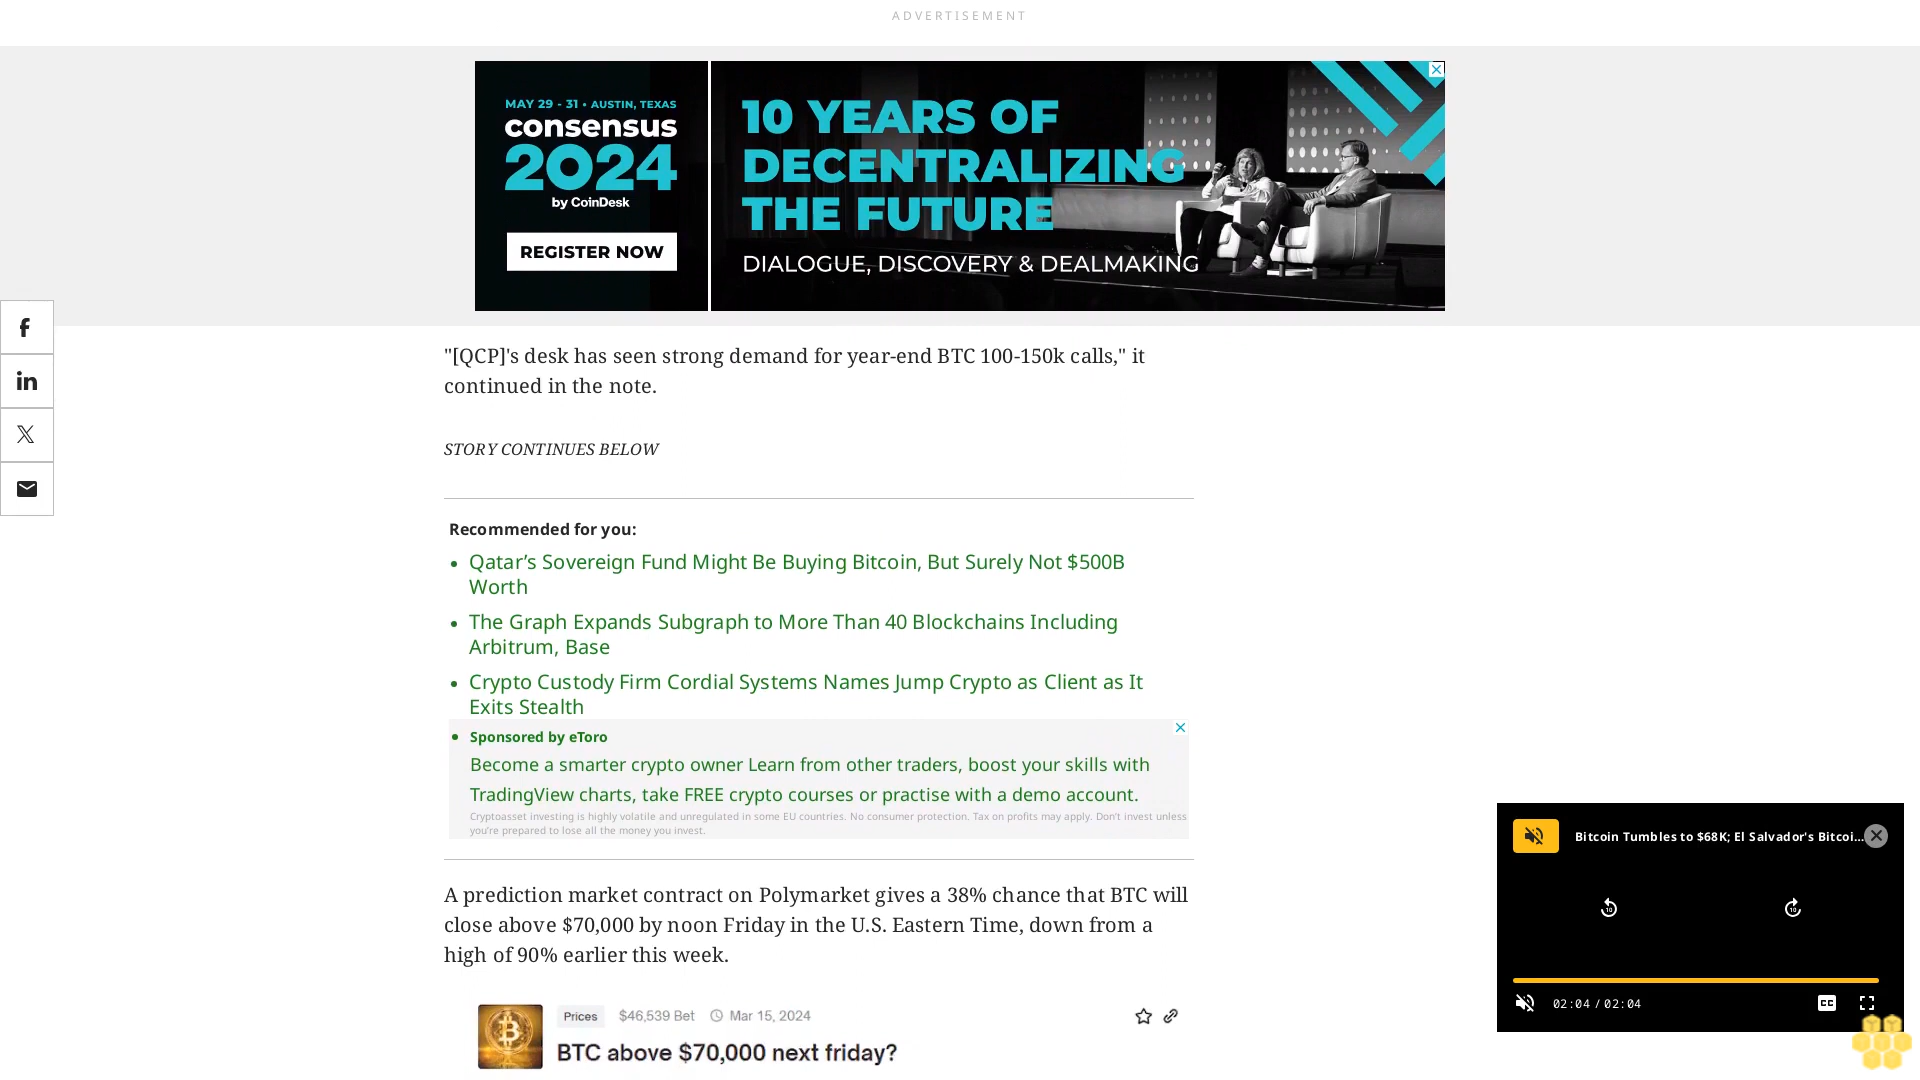 ADVERTISEMENT
MAY 29 - 31 • AUSTIN, TEXAS
consensus
2024
by CoinDesk
REGISTER NOW
10 YEARS OF
DECENTRALIZING
THE FUTURE
DIALOGUE, DISCOVERY & DEALMAKING
"[QCP]'s desk has seen strong demand for year-end BTC 100-150k calls," it
continued in the note.
STORY CONTINUES BELOW
Recommended for you:
• Qatar’s Sovereign Fund Might Be Buying Bitcoin, But Surely Not $500B
Worth
• The Graph Expands Subgraph to More Than 40 Blockchains Including
Arbitrum, Base
• Crypto Custody Firm Cordial Systems Names Jump Crypto as Client as It
Exits Stealth
• Sponsored by eToro
Become a smarter crypto owner Learn from other traders, boost your skills with
TradingView charts, take FREE crypto courses or practise with a demo account.
Cryptoasset investing is highly volatile and unregulated in some EU countries. No consumer protection. Tax on profits may apply. Don’t invest unless
you’re prepared to lose all the money you invest.
A prediction market contract on Polymarket gives a 38% chance that BTC will
close above $70,000 by noon Friday in the U.S. Eastern Time, down from a
high of 90% earlier this week.
Prices $46,539 Bet Mar 15, 2024
BTC above $70,000 next friday?
Bitcoin Tumbles to $68K; El Salvador's Bitcoi...
10 10
02:04 / 02:04
CC